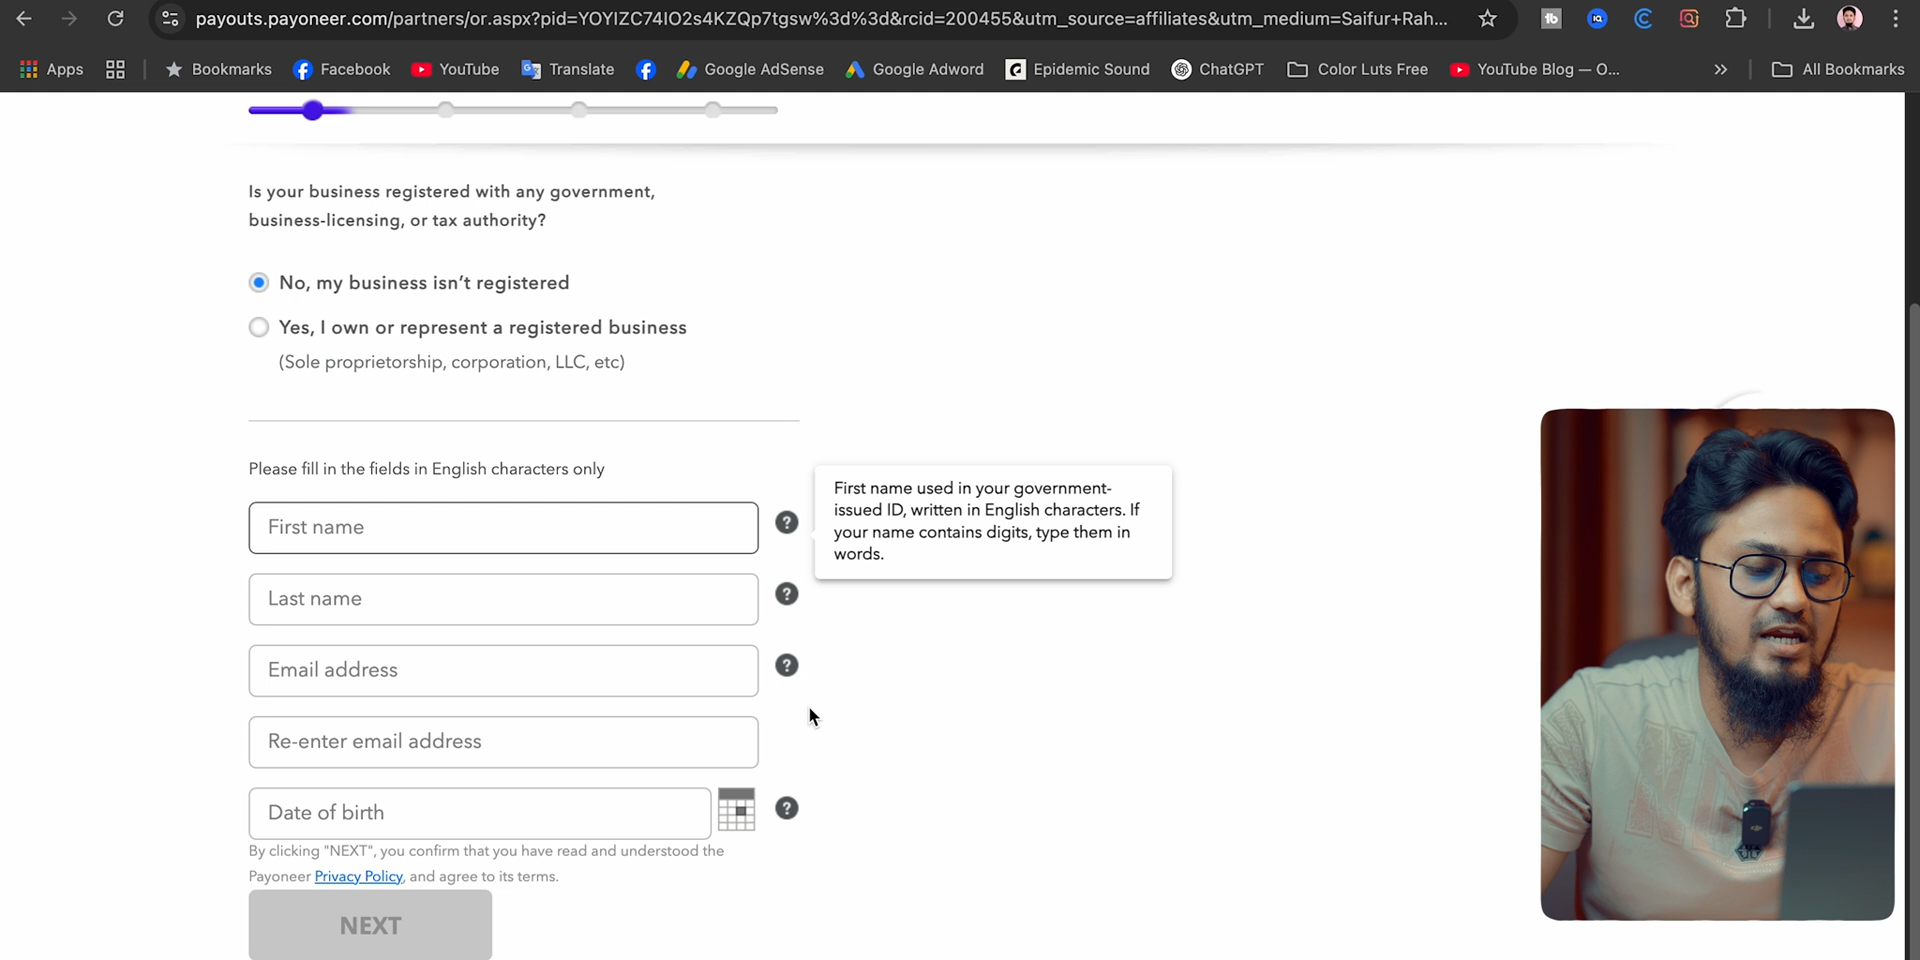 payouts.payoneer.com/partners/or.aspx?pid=YOYIZC74IO2s4KZQp7tgsw%3d%3d&rcid=200455&utm_source=affiliates&utm_medium=Saifur+Rah...
Apps
Bookmarks
Facebook
YouTube
Translate
Google AdSense
Google Adword
Epidemic Sound
ChatGPT
Color Luts Free
YouTube Blog — O...
»
All Bookmarks
Is your business registered with any government,
business-licensing, or tax authority?
No, my business isn’t registered
Yes, I own or represent a registered business
(Sole proprietorship, corporation, LLC, etc)
Please fill in the fields in English characters only
First name
?
First name used in your government-
issued ID, written in English characters. If
your name contains digits, type them in
words.
Last name
?
Email address
?
Re-enter email address
Date of birth
?
By clicking "NEXT", you confirm that you have read and understood the
Payoneer Privacy Policy, and agree to its terms.
NEXT